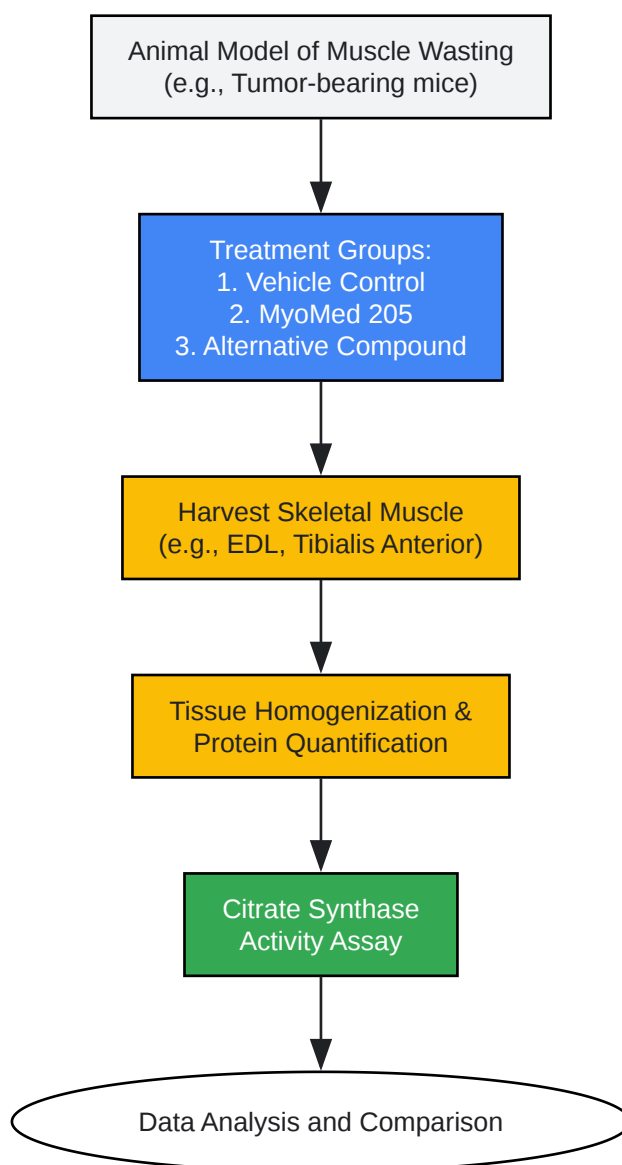 Animal Model of Muscle Wasting
(e.g., Tumor-bearing mice)
Treatment Groups:
1. Vehicle Control
2. MyoMed 205
3. Alternative Compound
Harvest Skeletal Muscle
(e.g., EDL, Tibialis Anterior)
Tissue Homogenization &
Protein Quantification
Citrate Synthase
Activity Assay
Data Analysis and Comparison